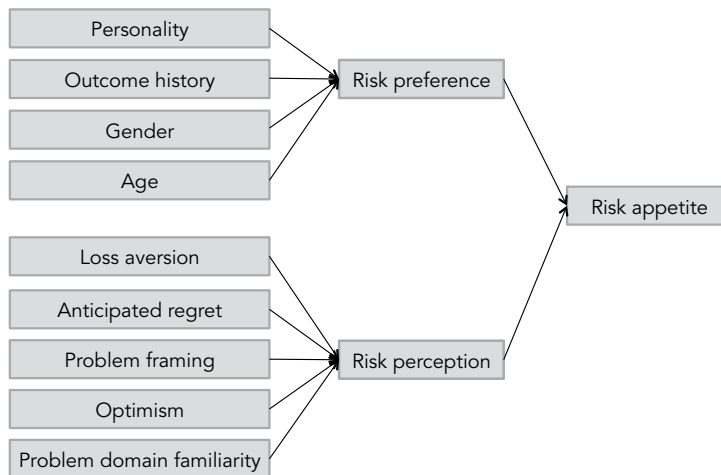 Personality
Outcome history
Gender
Age
Risk preference
Risk appetite
Loss aversion
Anticipated regret
Problem framing
Optimism
Problem domain familiarity
Risk perception